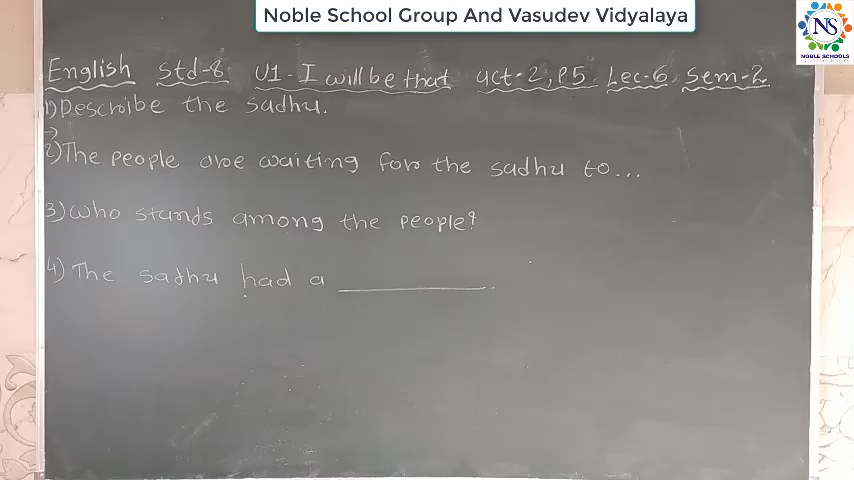 Noble School Group And Vasudev Vidyalaya
NS
NOBLE SCHOOLS
English Std-8 U1-I will be that act-2, P5 Lec-6 Sem-2
1) Describe the sadhu.
→
2) The people are waiting for the sadhu to...
3) who stands among the people?
4) The sadhu had a ________.